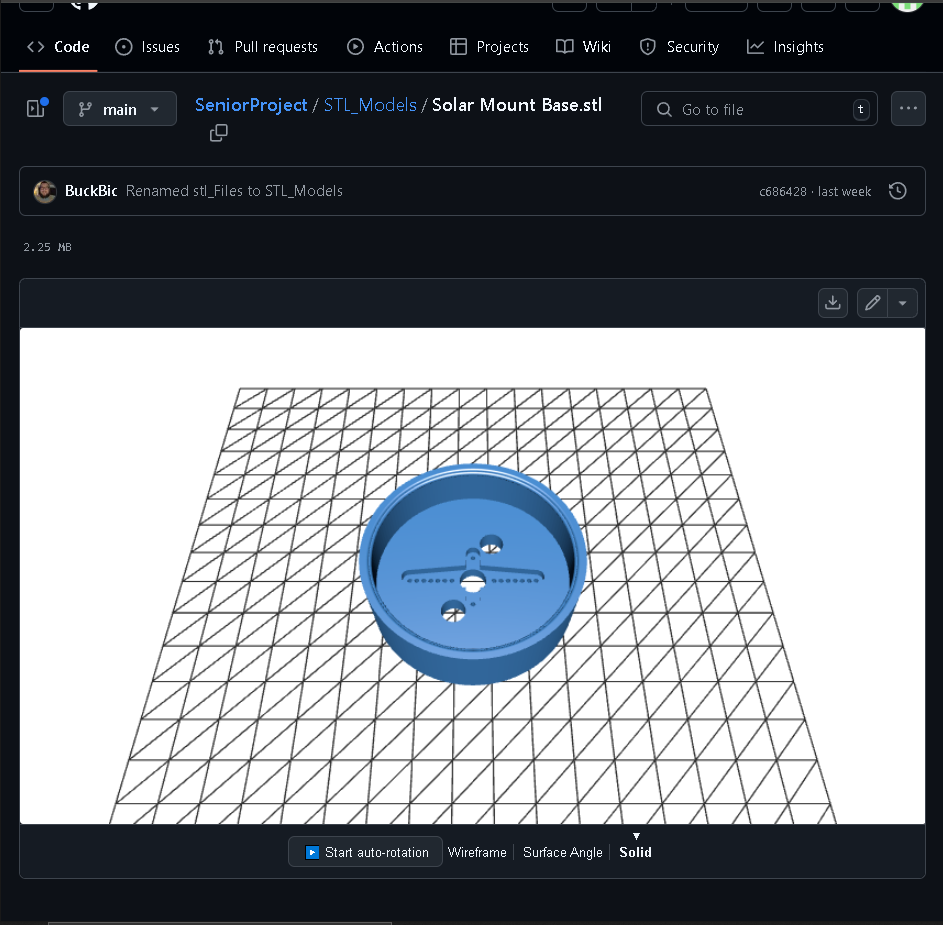 Code Issues Pull requests Actions Projects Wiki Security Insights
main SeniorProject / STL_Models / Solar Mount Base.stl Go to file t
BuckBic Renamed stl_Files to STL_Models c686428 · last week
2.25 MB
Start auto-rotation Wireframe Surface Angle Solid